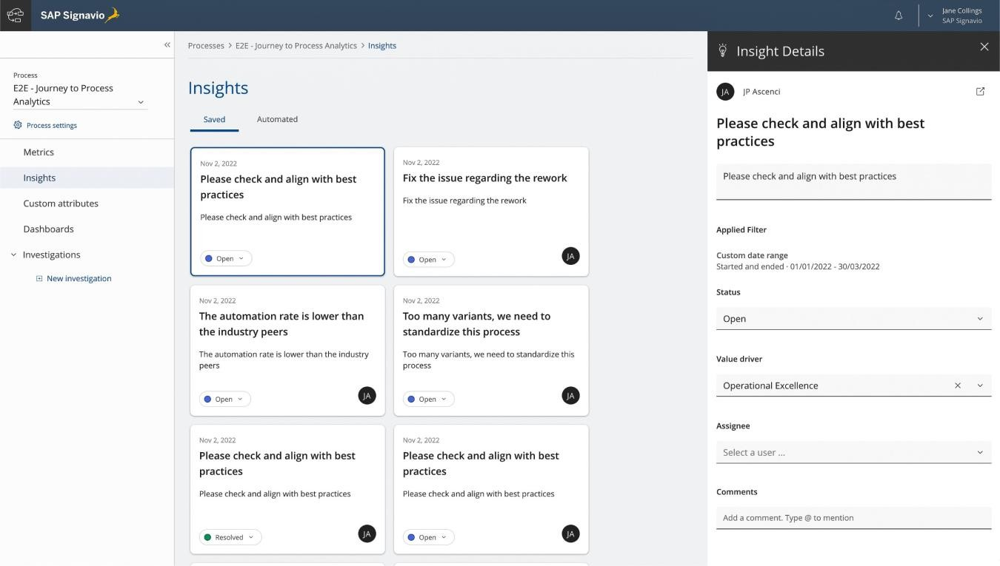 SAP Signavio
Jane Collings
SAP Signavio
Process
E2E - Journey to Process
Analytics
Process settings
Metrics
Insights
Custom attributes
Dashboards
Investigations
New investigation
Processes > E2E - Journey to Process Analytics > Insights
Insights
Saved Automated
Nov 2, 2022
Please check and align with best
practices
Please check and align with best practices
Open
Nov 2, 2022
Fix the issue regarding the rework
Fix the issue regarding the rework
Open JA
Nov 2, 2022
The automation rate is lower than
the industry peers
The automation rate is lower than the industry
peers
Open JA
Nov 2, 2022
Too many variants, we need to
standardize this process
Too many variants, we need to standardize this
process
Open JA
Nov 2, 2022
Please check and align with best
practices
Please check and align with best practices
Resolved JA
Nov 2, 2022
Please check and align with best
practices
Please check and align with best practices
Open JA
Insight Details
JA JP Ascenci
Please check and align with best
practices
Please check and align with best practices
Applied Filter
Custom date range
Started and ended · 01/01/2022 - 30/03/2022
Status
Open
Value driver
Operational Excellence
Assignee
Select a user ...
Comments
Add a comment. Type @ to mention